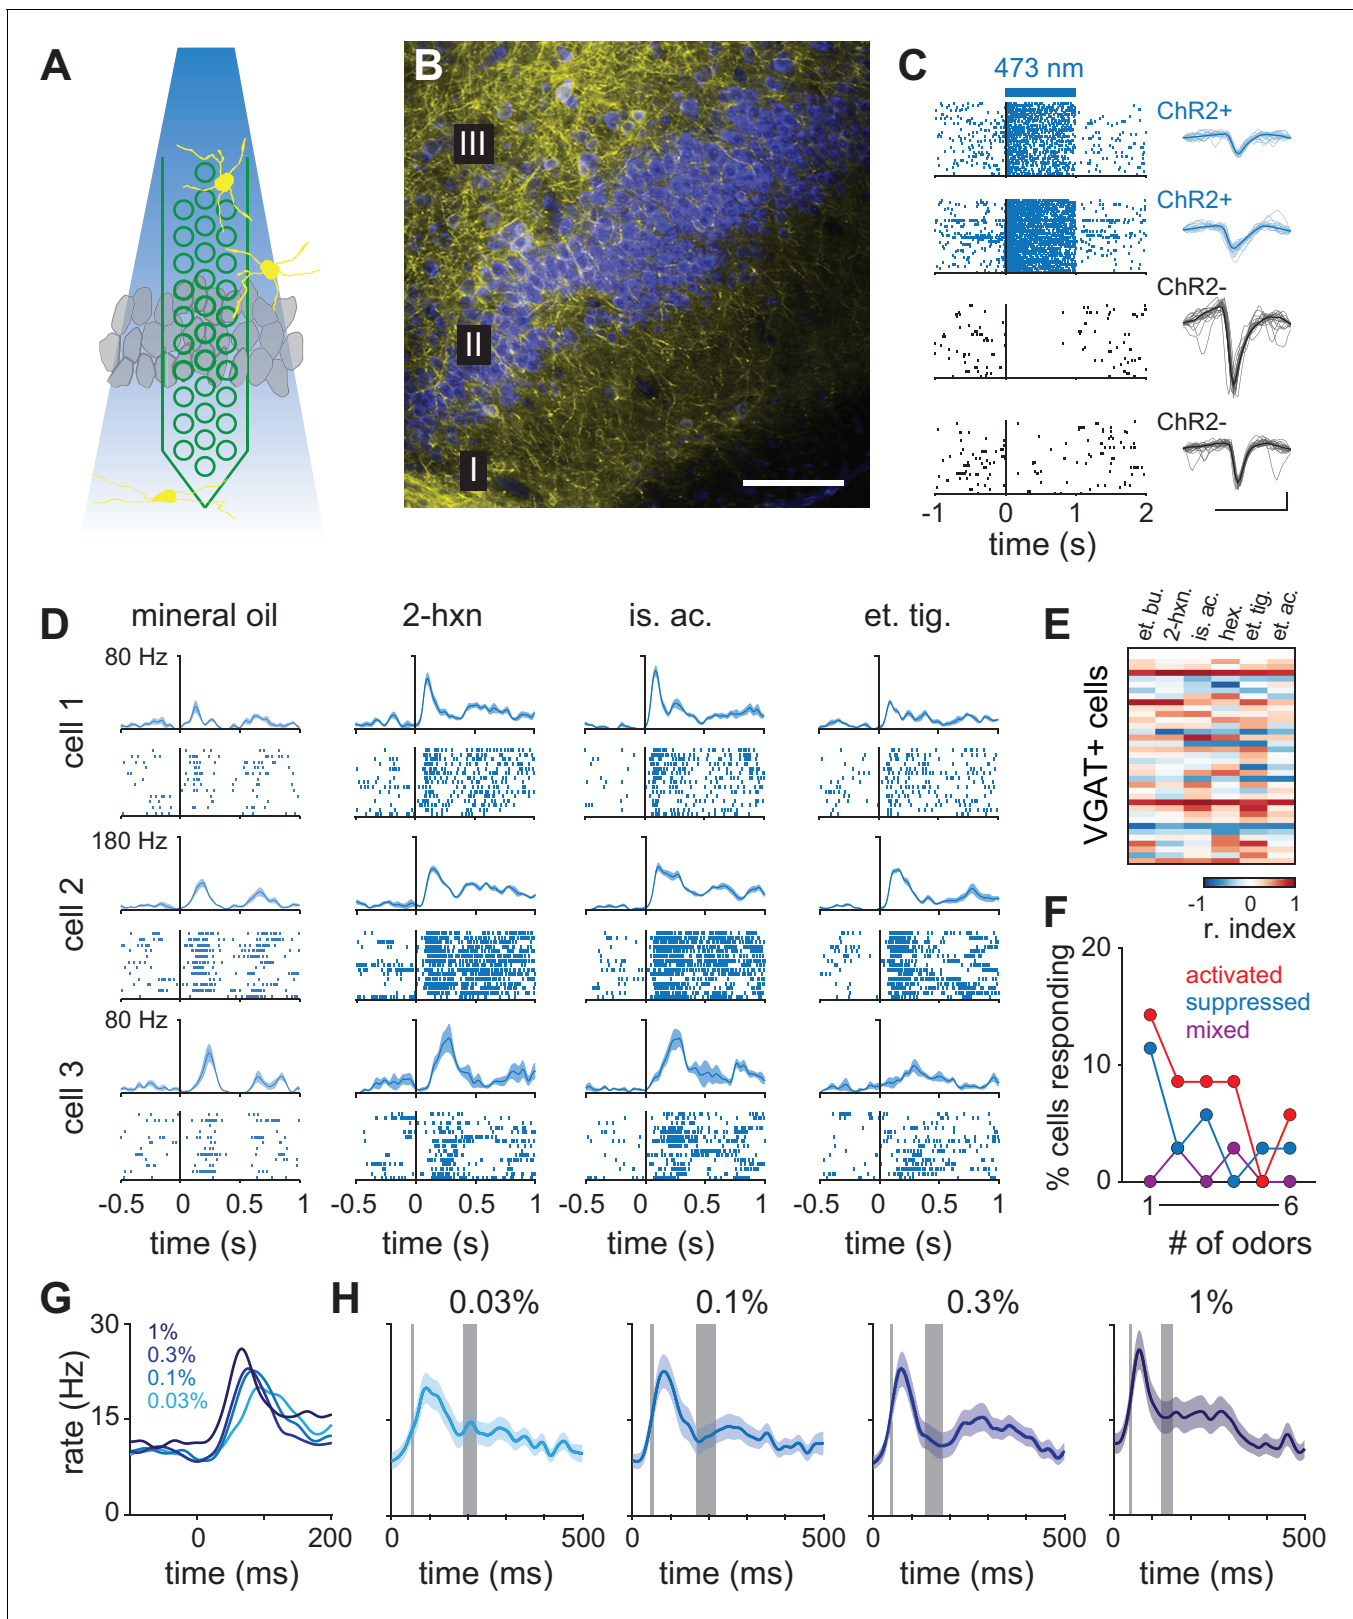 A
B
III
II
I
C
473 nm
ChR2+
ChR2+
ChR2-
ChR2-
-1 0 1 2
time (s)
D
mineral oil 2-hxn is. ac. et. tig.
80 Hz
cell 1
180 Hz
cell 2
80 Hz
cell 3
-0.5 0 0.5 1 -0.5 0 0.5 1 -0.5 0 0.5 1 -0.5 0 0.5 1
time (s) time (s) time (s) time (s)
E
et. bu. 2-hxn. is. ac. hex. et. tig. et. ac.
VGAT+ cells
-1 0 1
r. index
F
20
10
0
% cells responding
activated
suppressed
mixed
1 6
# of odors
G
30
15
0
rate (Hz)
1%
0.3%
0.1%
0.03%
0 200
time (ms)
H
0.03% 0.1% 0.3% 1%
0 500 0 500 0 500 0 500
time (ms) time (ms) time (ms) time (ms)